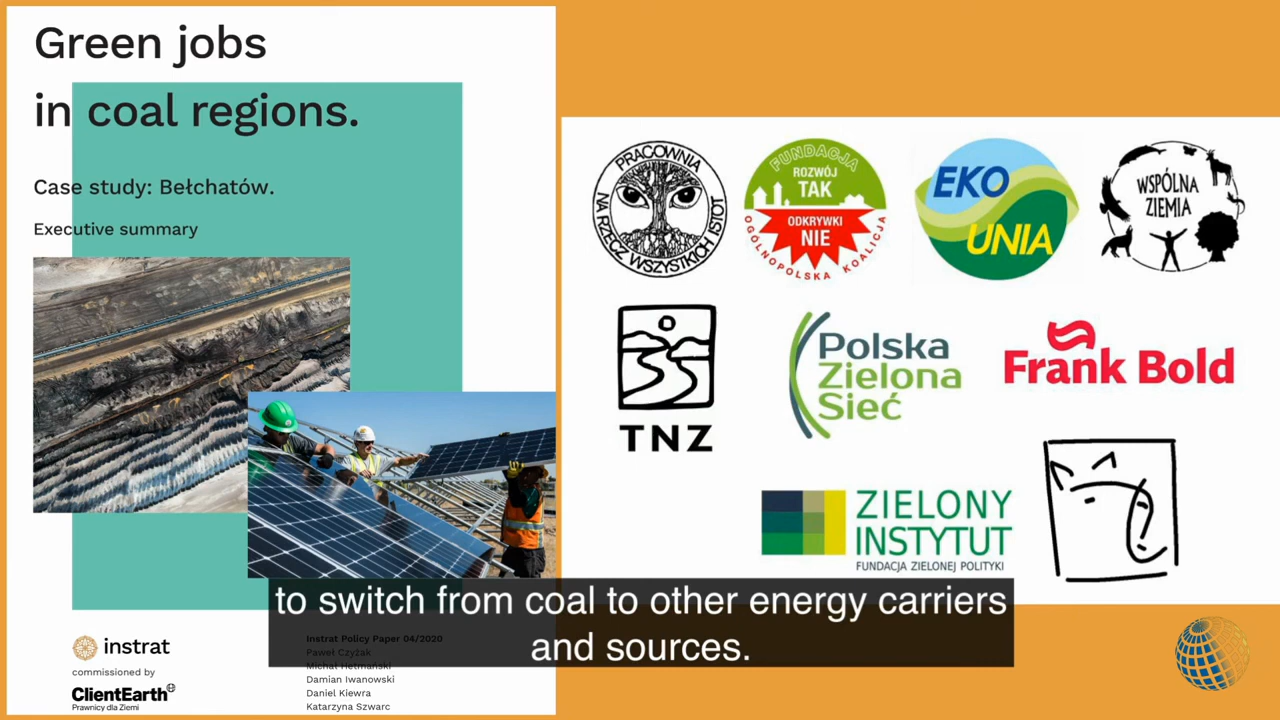 Green jobs
in coal regions.
Case study: Bełchatów.
Executive summary
instrat
commissioned by
ClientEarth
Prawnicy dla Ziemi
Instrat Policy Paper 04/2020
Paweł Czyżak
Michał Hetmański
Damian Iwanowski
Daniel Kiewra
Katarzyna Szwarc
PRACOWNIA
NA RZECZ WSZYSTKICH ISTOT
FUNDACJA
ROZWÓJ
TAK
ODKRYWKI
NIE
OGÓLNOPOLSKA KOALICJA
EKO
UNIA
WSPÓLNA
ZIEMIA
TNZ
Polska
Zielona
Sieć
Frank Bold
ZIELONY
INSTYTUT
FUNDACJA ZIELONEJ POLITYKI
to switch from coal to other energy carriers
and sources.